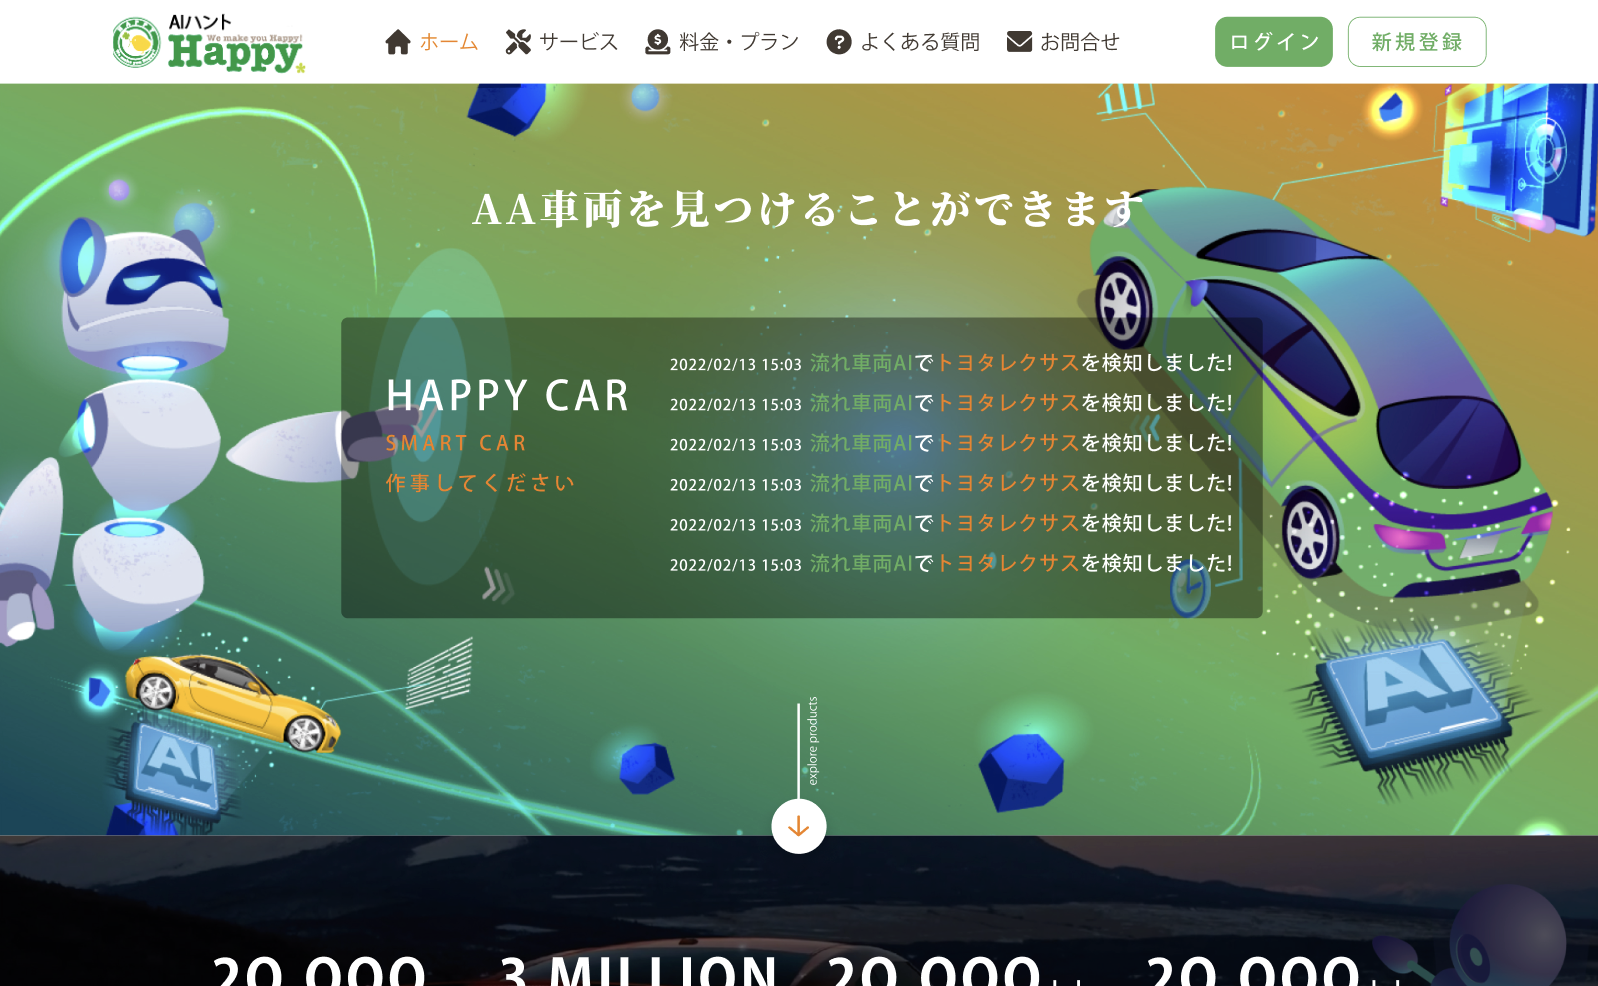 AIハント
We make you Happy!
Happy
ホーム
サービス
料金・プラン
よくある質問
お問合せ
ログイン
新規登録
AA車両を見つけることができます
HAPPY CAR
SMART CAR
作事してください
2022/02/13 15:03 流れ車両AIでトヨタレクサスを検知しました!
2022/02/13 15:03 流れ車両AIでトヨタレクサスを検知しました!
2022/02/13 15:03 流れ車両AIでトヨタレクサスを検知しました!
2022/02/13 15:03 流れ車両AIでトヨタレクサスを検知しました!
2022/02/13 15:03 流れ車両AIでトヨタレクサスを検知しました!
2022/02/13 15:03 流れ車両AIでトヨタレクサスを検知しました!
AI
AI
explore products
20,000
3 MILLION
20,000++
20,000++